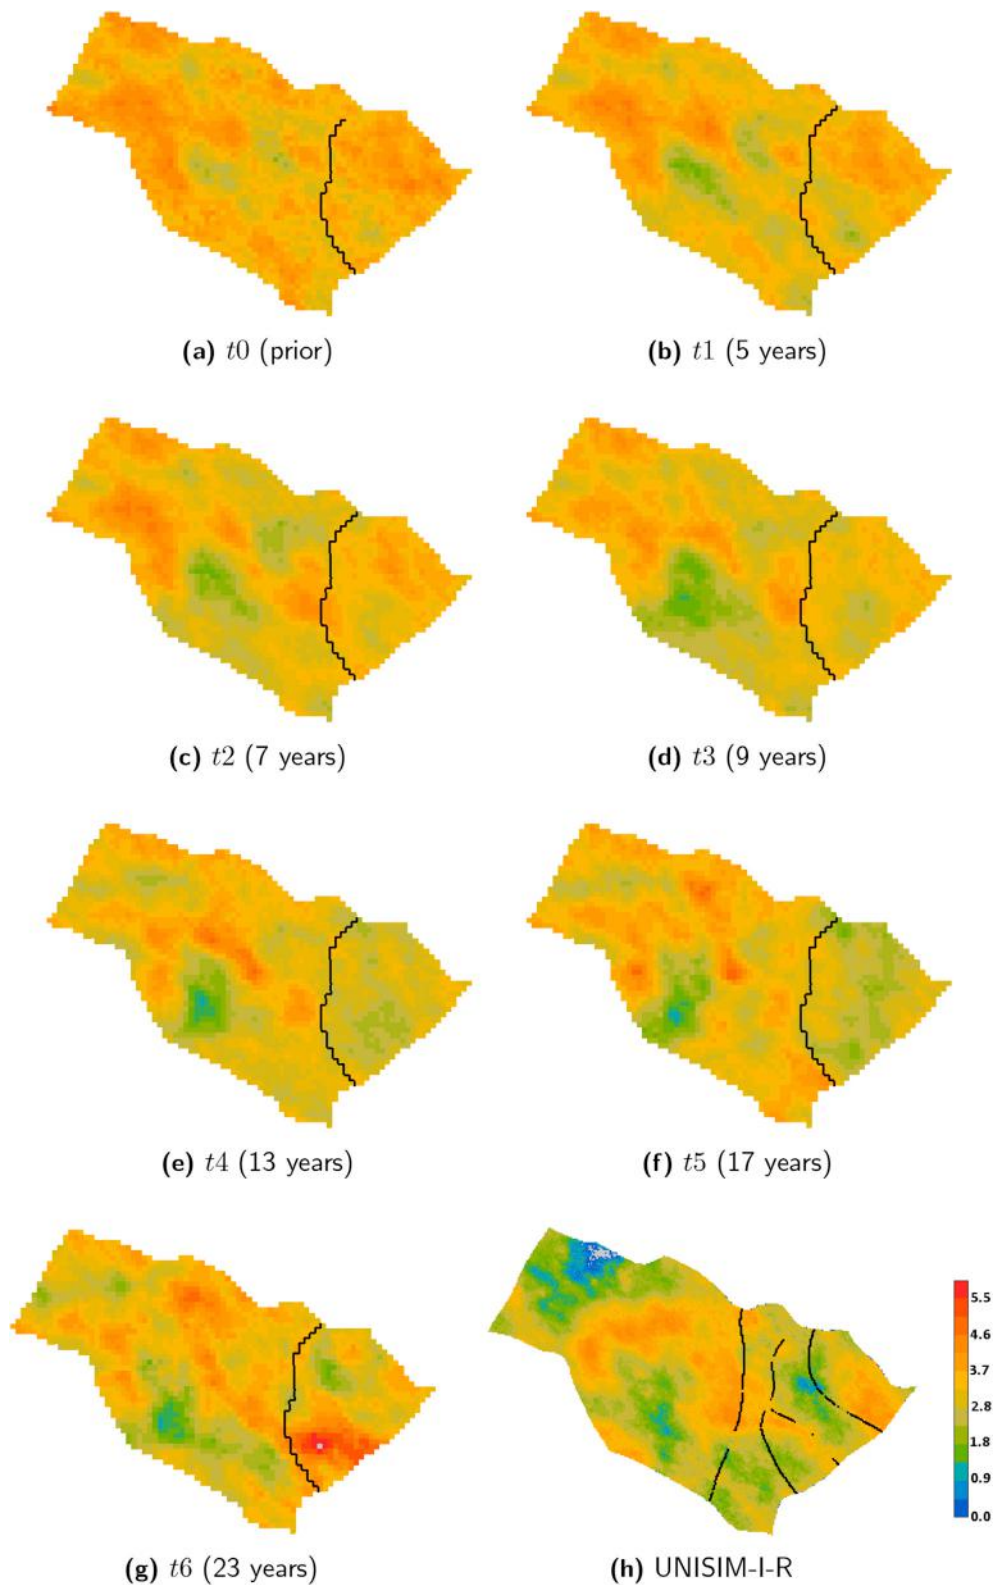 (a) t0 (prior)
(b) t1 (5 years)
(c) t2 (7 years)
(d) t3 (9 years)
(e) t4 (13 years)
(f) t5 (17 years)
5.5
4.6
3.7
2.8
1.8
0.9
0.0
(g) t6 (23 years)
(h) UNISIM-I-R